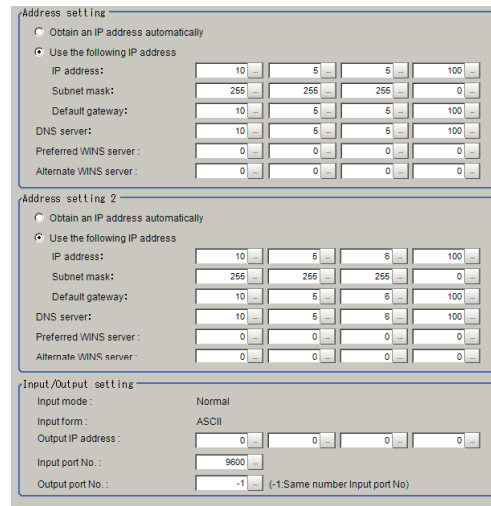 Address setting
Obtain an IP address automatically
Use the following IP address
IP address: 10 ... 5 ... 5 ... 100 ...
Subnet mask: 255 ... 255 ... 255 ... 0 ...
Default gateway: 10 ... 5 ... 5 ... 100 ...
DNS server: 10 ... 5 ... 5 ... 100 ...
Preferred WINS server : 0 ... 0 ... 0 ... 0 ...
Alternate WINS server : 0 ... 0 ... 0 ... 0 ...
Address setting 2
Obtain an IP address automatically
Use the following IP address
IP address: 10 ... 5 ... 6 ... 100 ...
Subnet mask: 255 ... 255 ... 255 ... 0 ...
Default gateway: 10 ... 5 ... 6 ... 100 ...
DNS server: 10 ... 5 ... 6 ... 100 ...
Preferred WINS server : 0 ... 0 ... 0 ... 0 ...
Alternate WINS server : 0 ... 0 ... 0 ... 0 ...
Input/Output setting
Input mode : Normal
Input form : ASCII
Output IP address : 0 ... 0 ... 0 ... 0 ...
Input port No. : 9600 ...
Output port No. : -1 ... (-1:Same number Input port No)